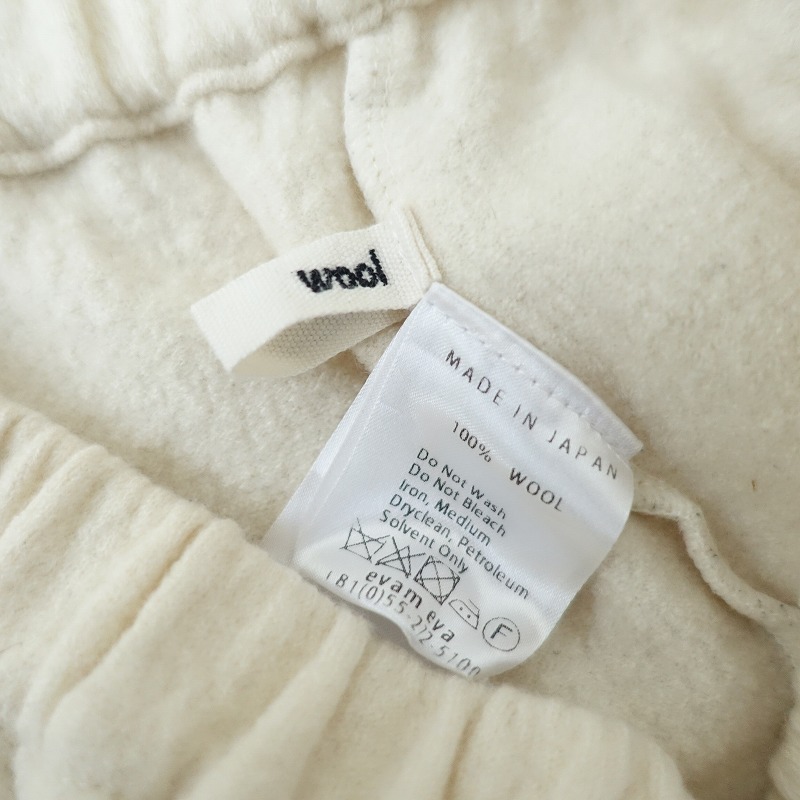 wool
MADE IN JAPAN
100% WOOL
Do Not Wash
Do Not Bleach
Iron, Medium
Dryclean, Petroleum
Solvent Only
F
evam eva
81(0)55-272-5100